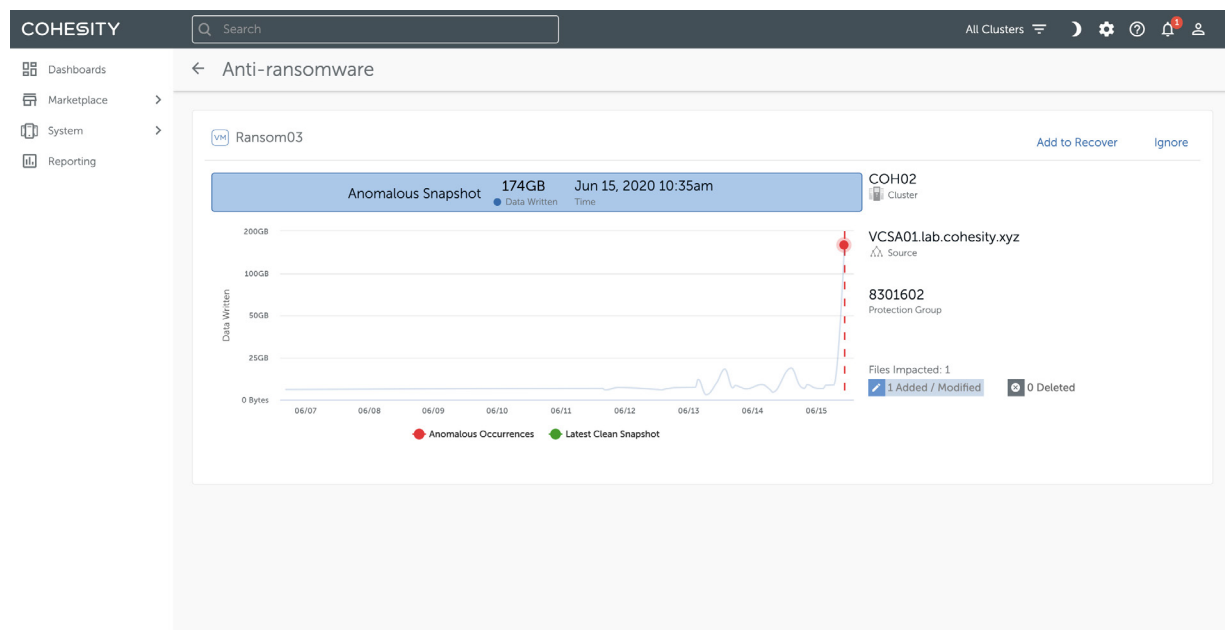 COHESITY
Search
All Clusters
1
Dashboards
Marketplace
System
Reporting
Anti-ransomware
VM Ransom03
Add to Recover
Ignore
Anomalous Snapshot
174GB
Data Written
Jun 15, 2020 10:35am
Time
COH02
Cluster
VCSA01.lab.cohesity.xyz
Source
8301602
Protection Group
Files Impacted: 1
1 Added / Modified
0 Deleted
Data Written
200GB
100GB
50GB
25GB
0 Bytes
06/07
06/08
06/09
06/10
06/11
06/12
06/13
06/14
06/15
Anomalous Occurrences
Latest Clean Snapshot